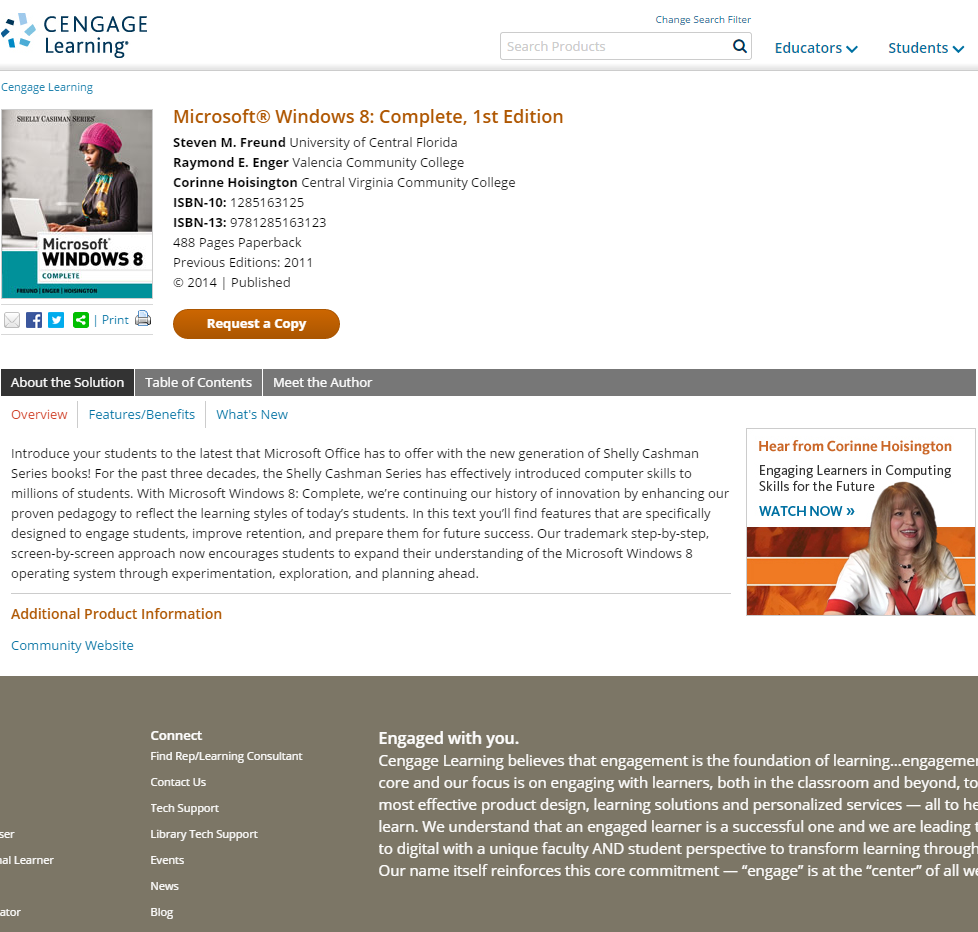 CENGAGE
Learning®
Change Search Filter
Search Products
Educators
Students
Cengage Learning
SHELLY CASHMAN SERIES®
Microsoft®
WINDOWS 8
COMPLETE
FREUND | ENGER | HOISINGTON
| Print
Microsoft® Windows 8: Complete, 1st Edition
Steven M. Freund University of Central Florida
Raymond E. Enger Valencia Community College
Corinne Hoisington Central Virginia Community College
ISBN-10: 1285163125
ISBN-13: 9781285163123
488 Pages Paperback
Previous Editions: 2011
© 2014 | Published
Request a Copy
About the Solution
Table of Contents
Meet the Author
Overview
Features/Benefits
What's New
Introduce your students to the latest that Microsoft Office has to offer with the new generation of Shelly Cashman
Series books! For the past three decades, the Shelly Cashman Series has effectively introduced computer skills to
millions of students. With Microsoft Windows 8: Complete, we’re continuing our history of innovation by enhancing our
proven pedagogy to reflect the learning styles of today’s students. In this text you’ll find features that are specifically
designed to engage students, improve retention, and prepare them for future success. Our trademark step-by-step,
screen-by-screen approach now encourages students to expand their understanding of the Microsoft Windows 8
operating system through experimentation, exploration, and planning ahead.
Hear from Corinne Hoisington
Engaging Learners in Computing
Skills for the Future
WATCH NOW »
Additional Product Information
Community Website
ser
nal Learner
ator
Connect
Find Rep/Learning Consultant
Contact Us
Tech Support
Library Tech Support
Events
News
Blog
Engaged with you.
Cengage Learning believes that engagement is the foundation of learning...engagemen
core and our focus is on engaging with learners, both in the classroom and beyond, to
most effective product design, learning solutions and personalized services — all to he
learn. We understand that an engaged learner is a successful one and we are leading t
to digital with a unique faculty AND student perspective to transform learning through
Our name itself reinforces this core commitment — “engage” is at the “center” of all we